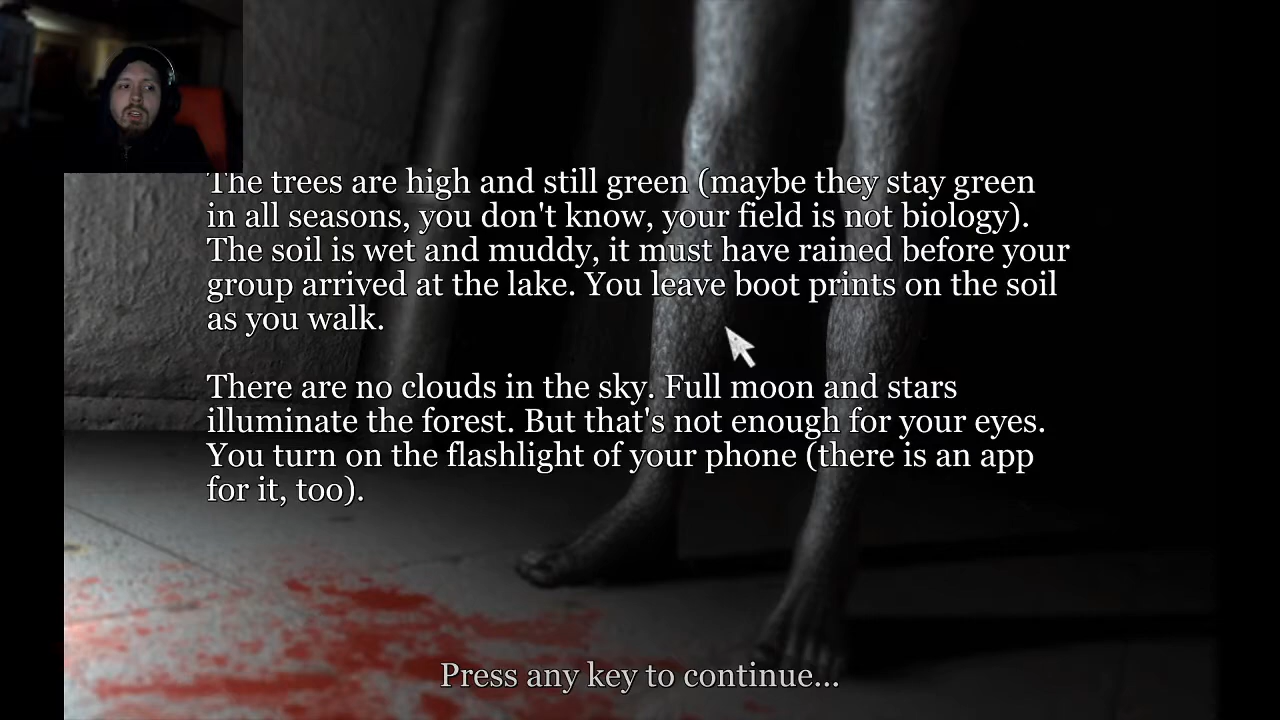 The trees are high and still green (maybe they stay green
in all seasons, you don't know, your field is not biology).
The soil is wet and muddy, it must have rained before your
group arrived at the lake. You leave boot prints on the soil
as you walk.
There are no clouds in the sky. Full moon and stars
illuminate the forest. But that's not enough for your eyes.
You turn on the flashlight of your phone (there is an app
for it, too).
Press any key to continue...